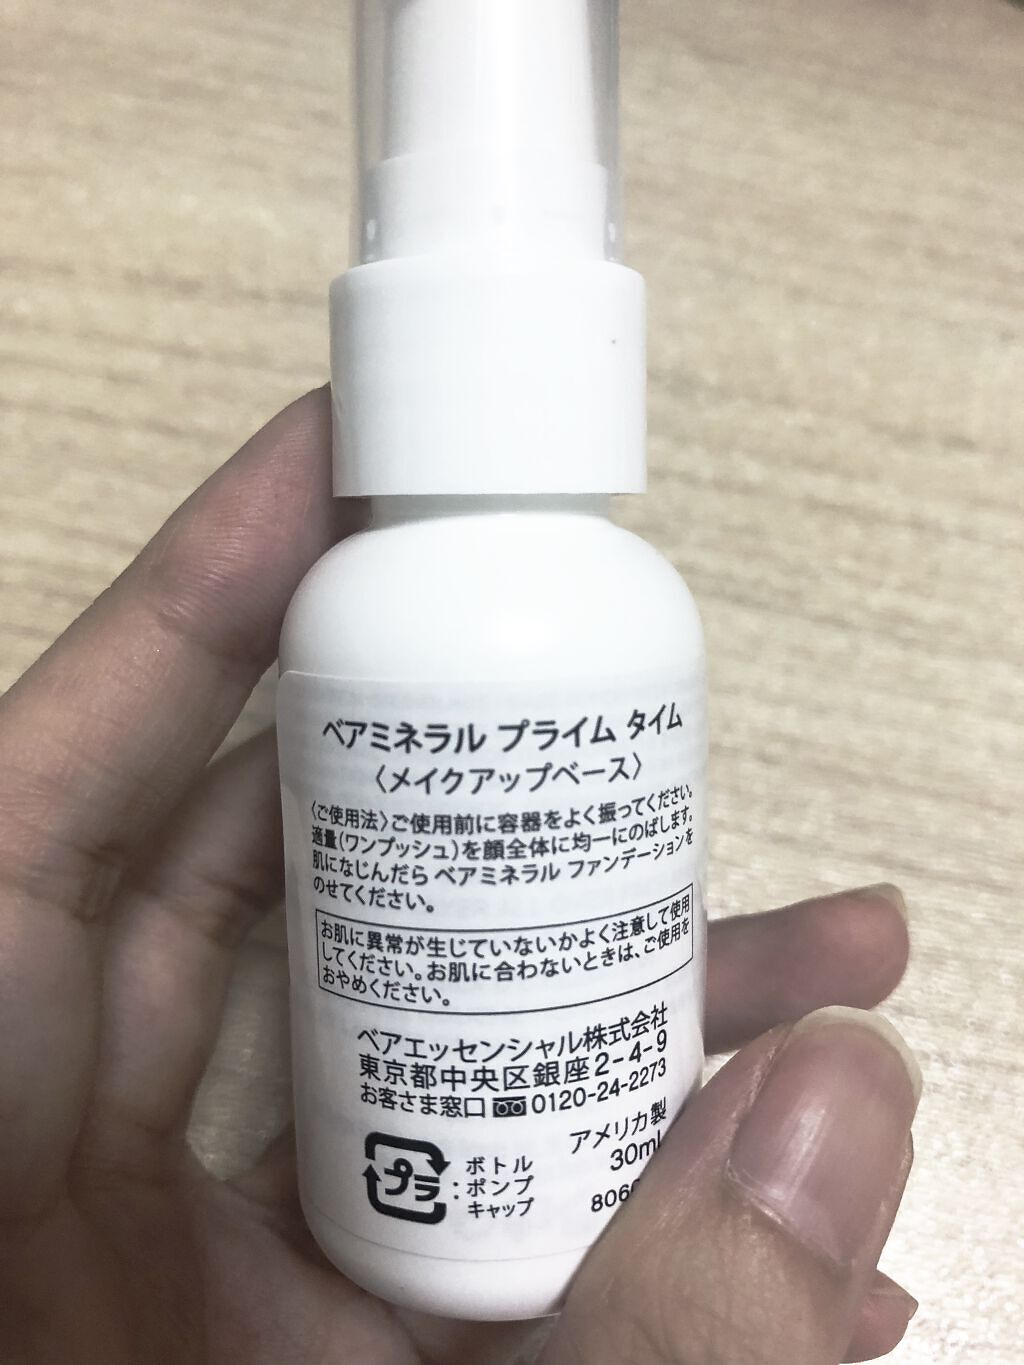 ベアミネラル プライム タイム
〈メイクアップベース〉
〈ご使用法〉ご使用前に容器をよく振ってください。
適量(ワンプッシュ)を顔全体に均一にのばします。
肌になじんだら ベアミネラル ファンデーションを
のせてください。
お肌に異常が生じていないかよく注意して使用
してください。お肌に合わないときは、ご使用を
おやめください。
ベアエッセンシャル株式会社
東京都中央区銀座2-4-9
お客さま窓口 0120-24-2273
アメリカ製
30mL
プラ
ボトル
:ポンプ
キャップ